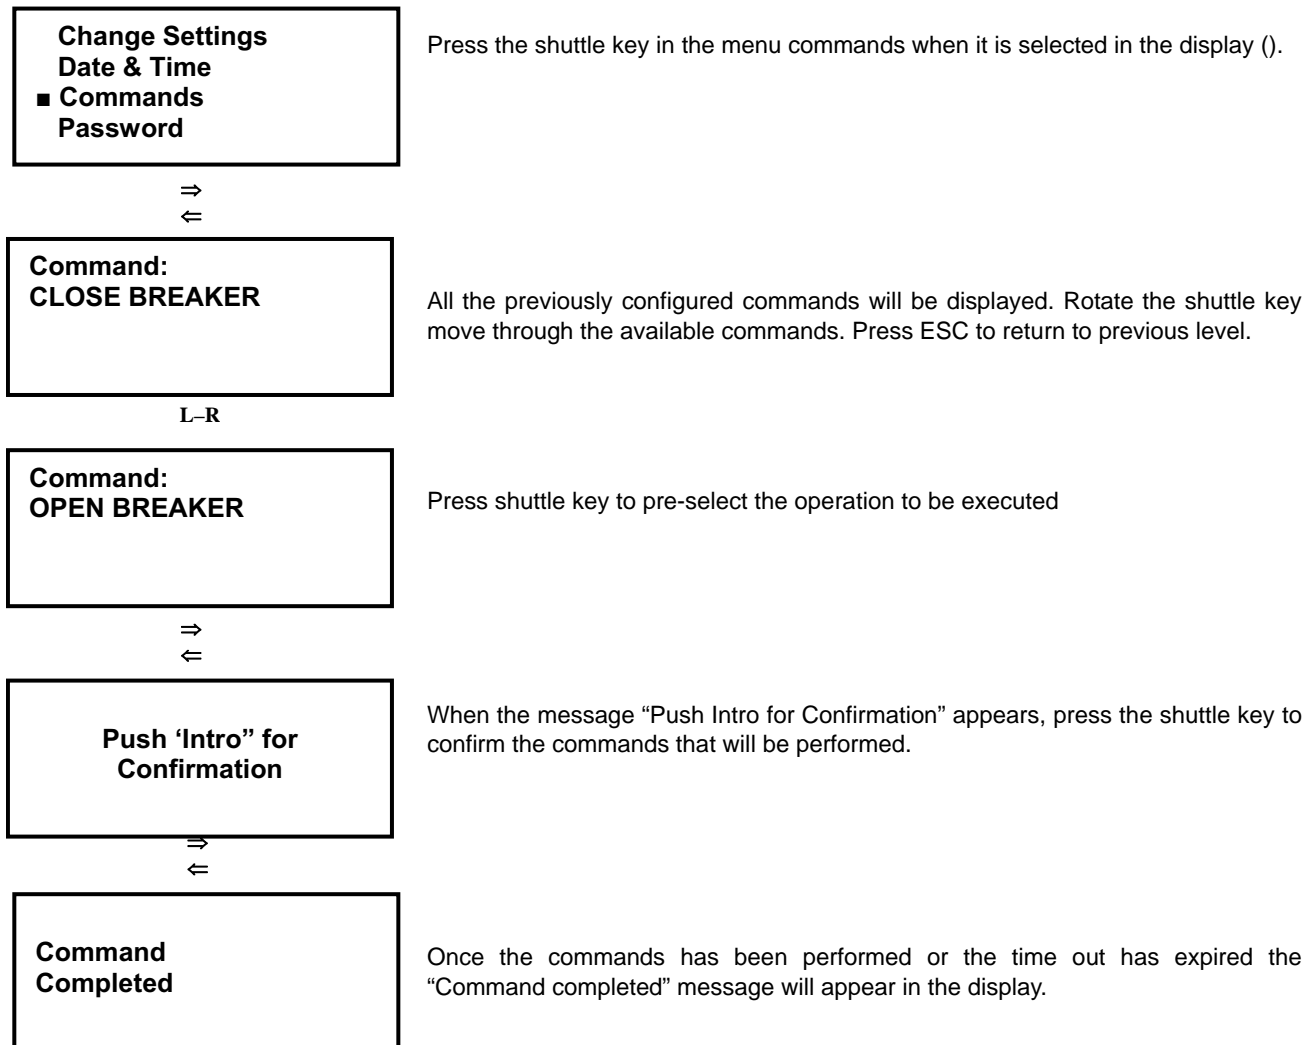 Change Settings
Date & Time
■ Commands
Password
Press the shuttle key in the menu commands when it is selected in the display ().
⇒
⇐
Command:
CLOSE BREAKER
All the previously configured commands will be displayed. Rotate the shuttle key
move through the available commands. Press ESC to return to previous level.
L–R
Command:
OPEN BREAKER
Press shuttle key to pre-select the operation to be executed
⇒
⇐
Push ‘Intro” for
Confirmation
When the message “Push Intro for Confirmation” appears, press the shuttle key to
confirm the commands that will be performed.
⇒
⇐
Command
Completed
Once the commands has been performed or the time out has expired the
“Command completed” message will appear in the display.